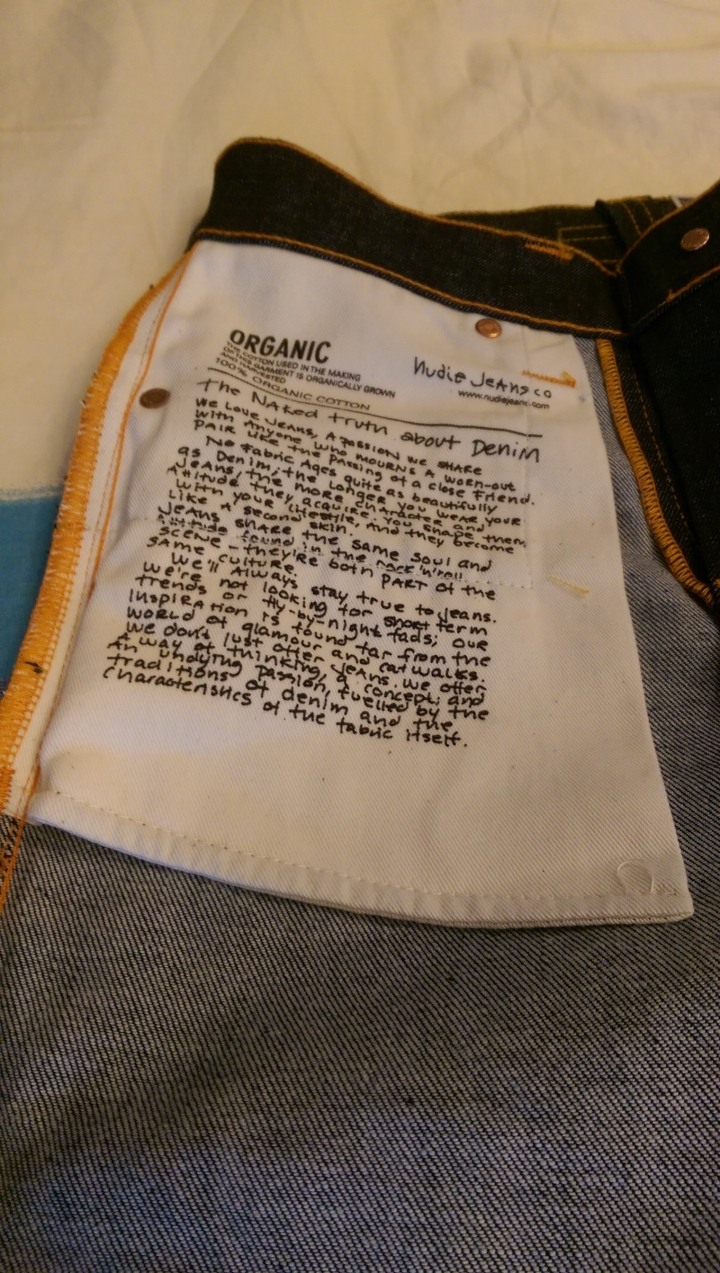 ORGANIC
THE COTTON USED IN THE MAKING
OF THIS GARMENT IS ORGANICALLY GROWN
AND HARVESTED
100% ORGANIC COTTON
Nudie Jeans co
www.nudiejeans.com
The Naked truth about Denim
We Love Jeans, A passion we share
with Anyone who mourns a worn-out
pair like the passing of a close friend.
No fabric ages quite as beautifully
as Denim; the longer you wear your
Jeans, the more character and
attitude they acquire. You shape them
with your lifestyle, and they become
like a second skin.
Jeans share the same soul and
attitude found in the rock'n'roll
scene - they're both part of the
same culture.
We'll always stay true to jeans.
We're not looking for short term
trends or fly-by-night fads; Our
Inspiration is found far from the
world of glamour and catwalks.
We don't just offer jeans. We offer
A way of thinking, a concept; and
An undying passion, fuelled by the
traditions of denim and the
characteristics of the fabric itself.